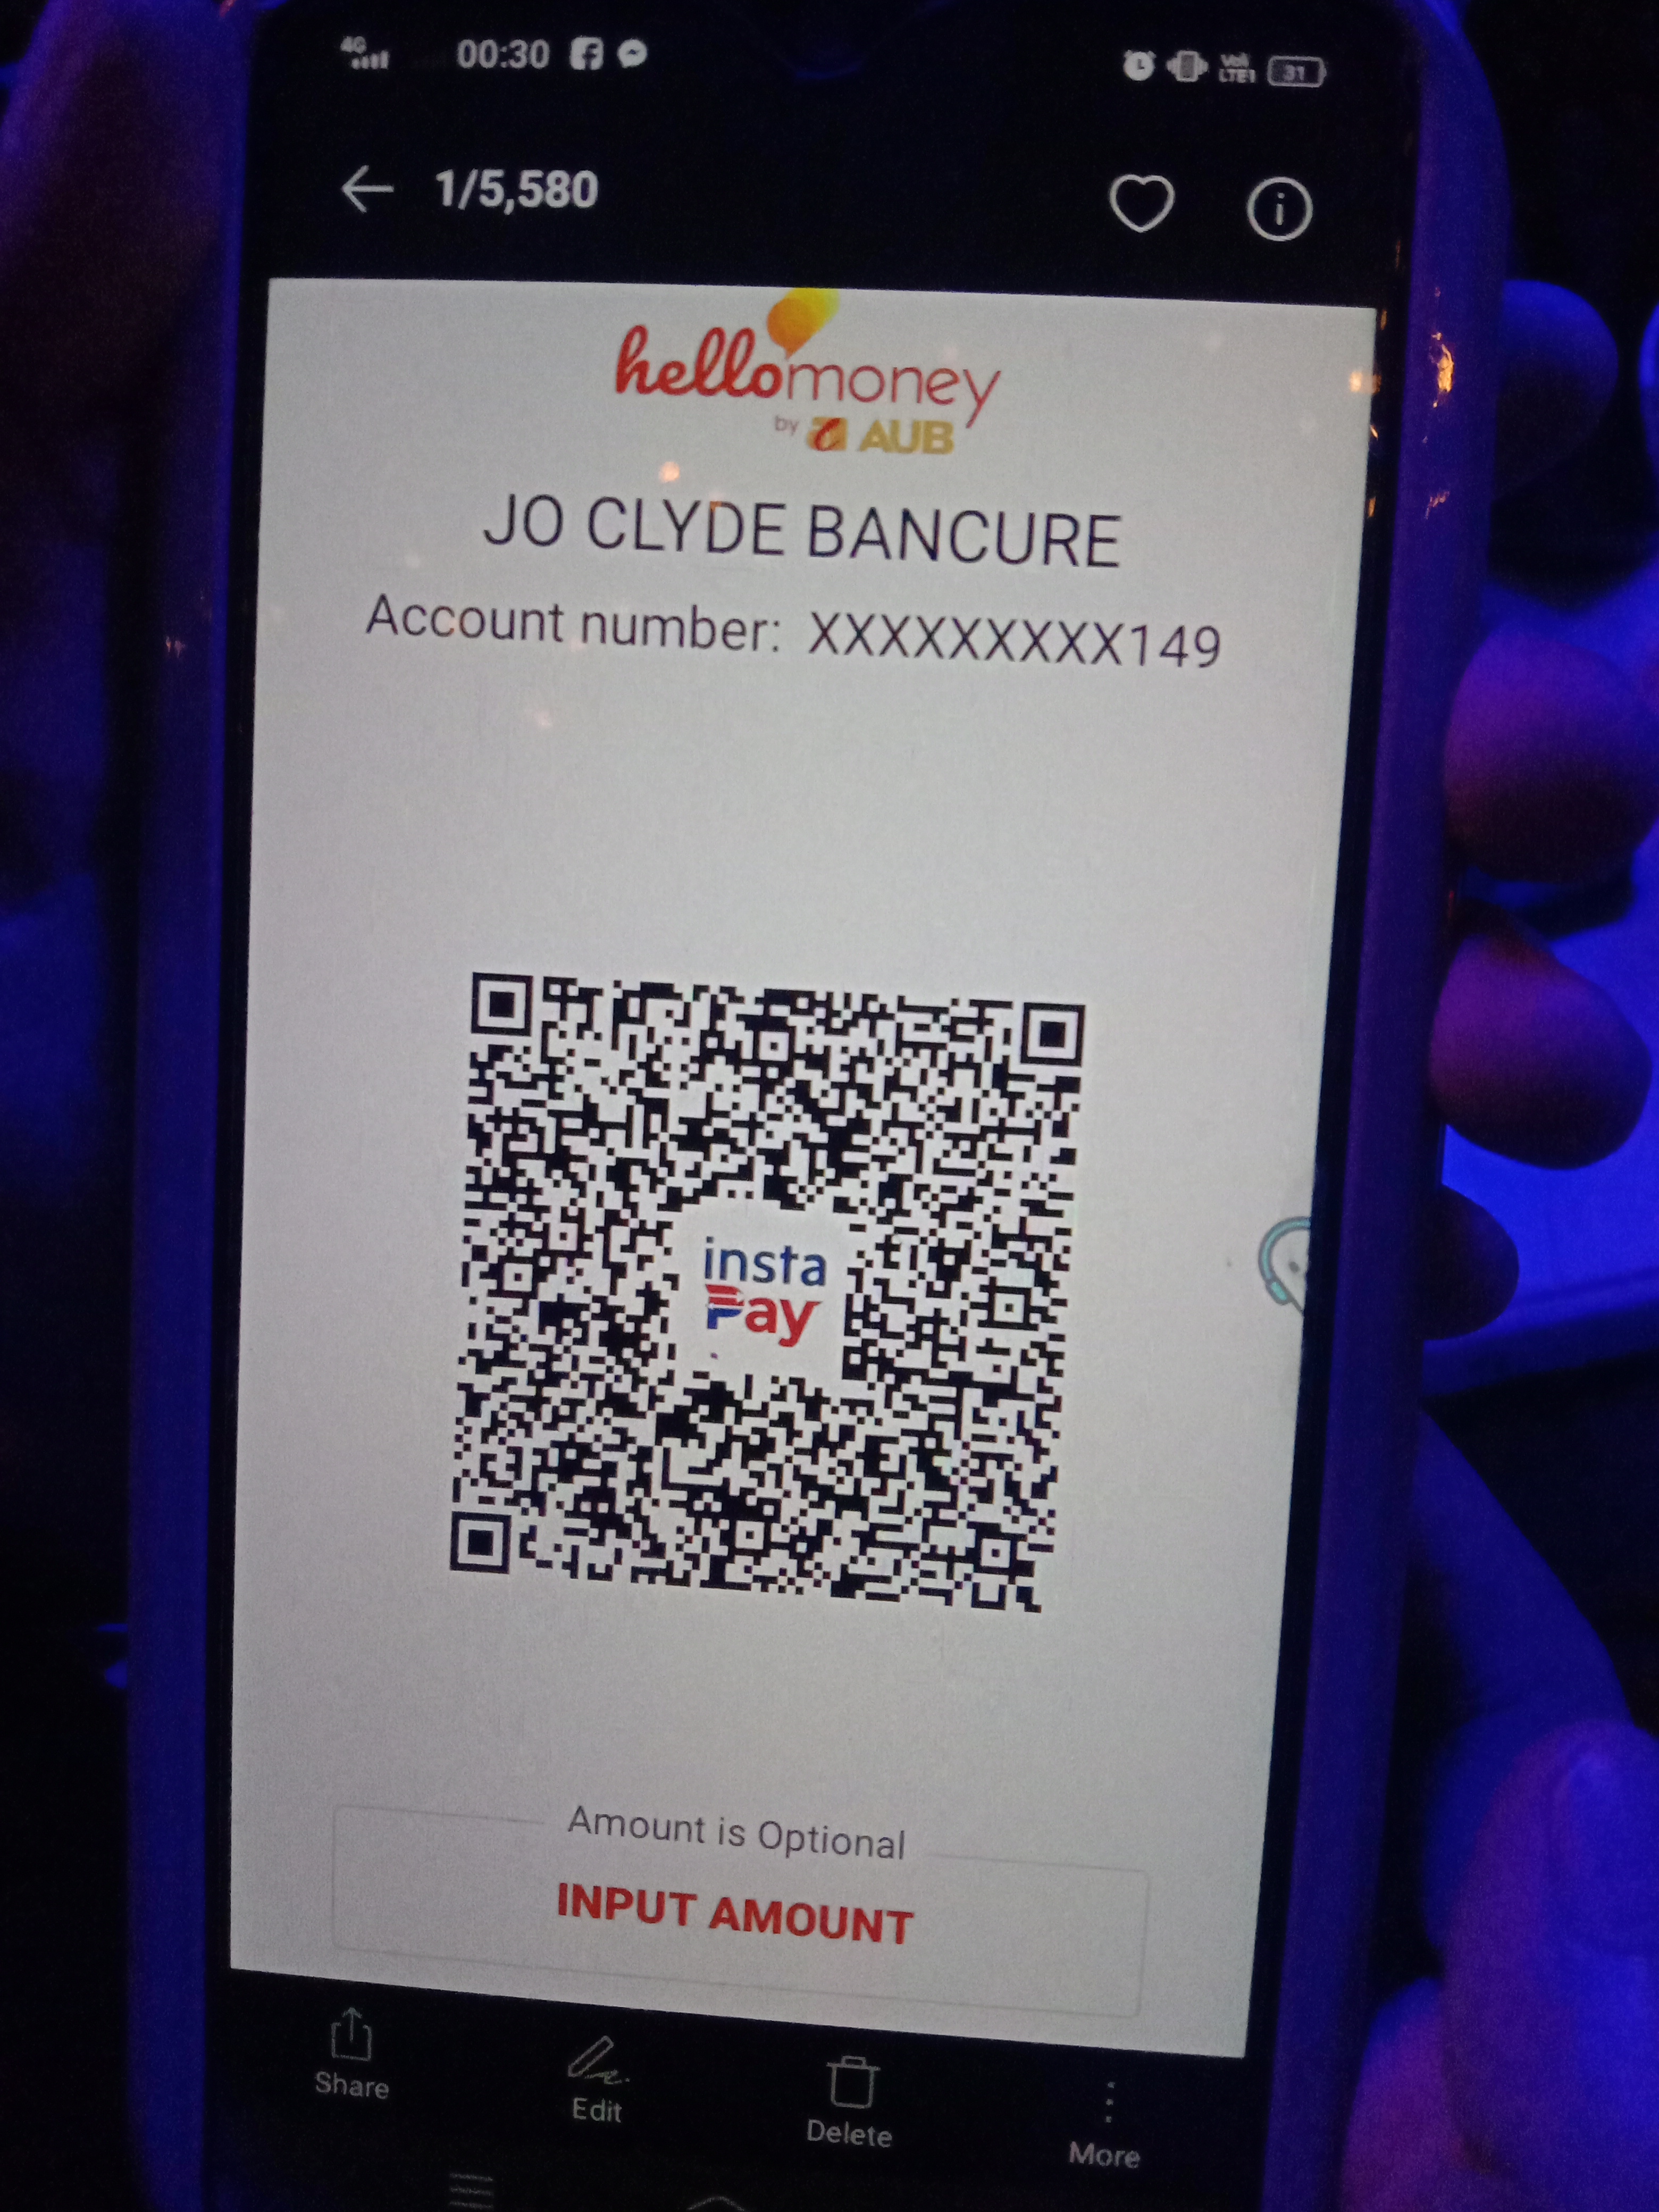 4G 00:30 Vo) LTE1 31
1/5,580
hellomoney
by AUB
JO CLYDE BANCURE
Account number: XXXXXXXXX149
insta
Pay
Amount is Optional
INPUT AMOUNT
Share Edit Delete More